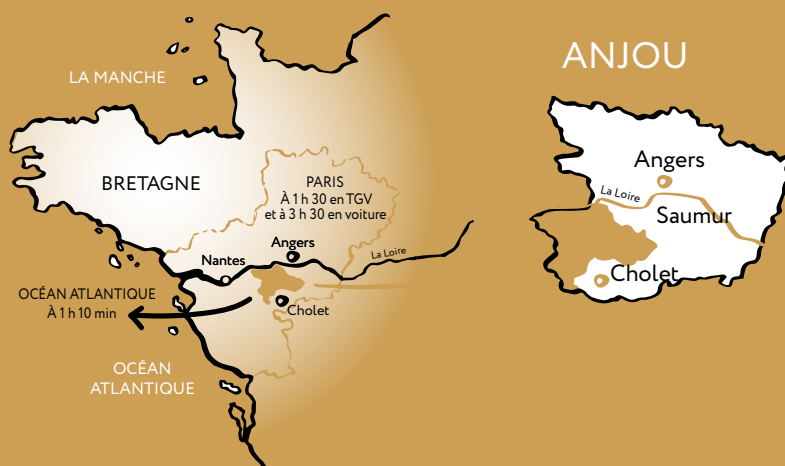 LA MANCHE
BRETAGNE
PARIS
À 1 h 30 en TGV
et à 3 h 30 en voiture
Angers
Nantes
La Loire
OCÉAN ATLANTIQUE
À 1 h 10 min
Cholet
OCÉAN
ATLANTIQUE
ANJOU
Angers
La Loire
Saumur
Cholet